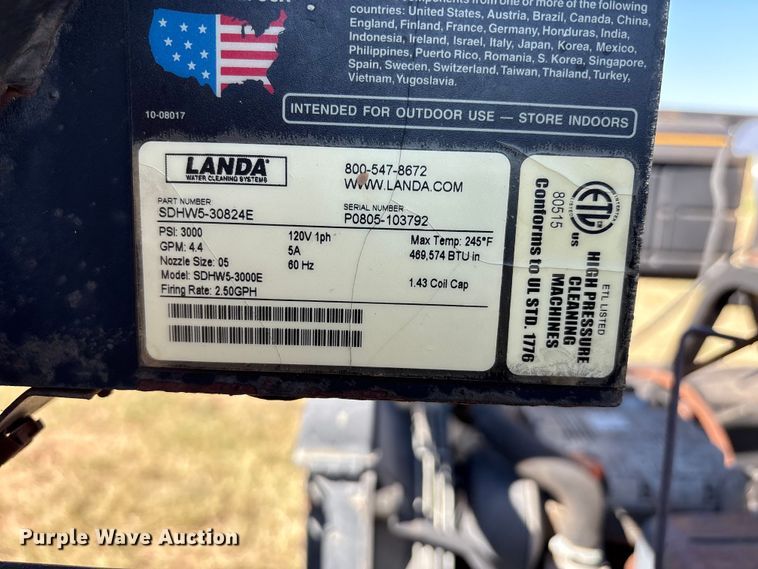 components from one or more of the following
countries: United States, Austria, Brazil, Canada, China,
England, Finland, France, Germany, Honduras, India,
Indonesia, Ireland, Israel, Italy, Japan, Korea, Mexico,
Philippines, Puerto Rico, Romania, S. Korea, Singapore,
Spain, Sweden, Switzerland, Taiwan, Thailand, Turkey,
Vietnam, Yugoslavia.
10-08017
INTENDED FOR OUTDOOR USE — STORE INDOORS
LANDA®
WATER CLEANING SYSTEMS
800-547-8672
WWW.LANDA.COM
PART NUMBER
SDHW5-30824E
SERIAL NUMBER
P0805-103792
PSI: 3000
120V 1ph
Max Temp: 245°F
GPM: 4.4
5A
469,574 BTU in
Nozzle Size: 05
60 Hz
Model: SDHW5-3000E
1.43 Coil Cap
Firing Rate: 2.50GPH
ETL
US
INTERTEK
80515
Conforms to UL STD. 1776
ETL LISTED
HIGH PRESSURE
CLEANING
MACHINES
Purple Wave Auction